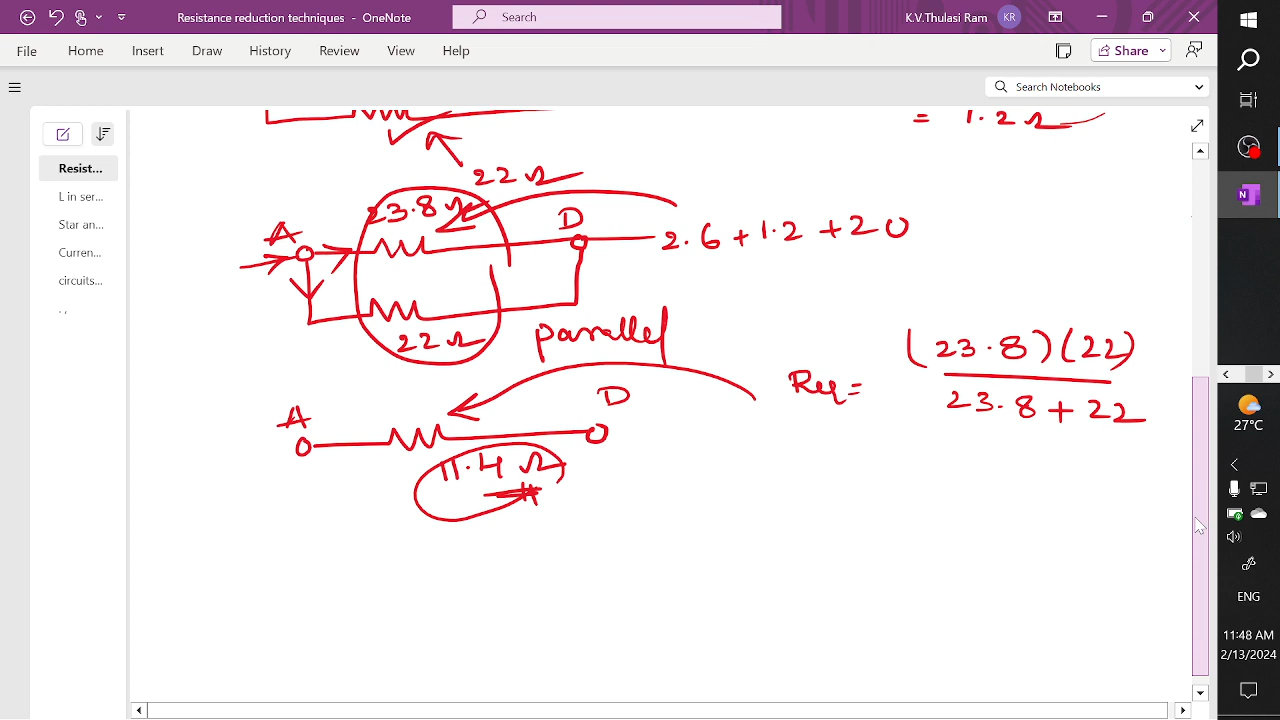 Resistance reduction techniques - OneNote
Search
K.V.Thulasi Ram
KR
File Home Insert Draw History Review View Help
Share
Search Notebooks
Resist...
L in ser...
Star an...
Curren...
circuits...
. ,
= 1.2 Ω
22 Ω
23.8 Ω
A
D
2.6 + 1.2 + 20
22 Ω
parallel
Req =
(23.8)(22)
23.8 + 22
A
D
11.4 Ω
27°C
ENG
11:48 AM
2/13/2024